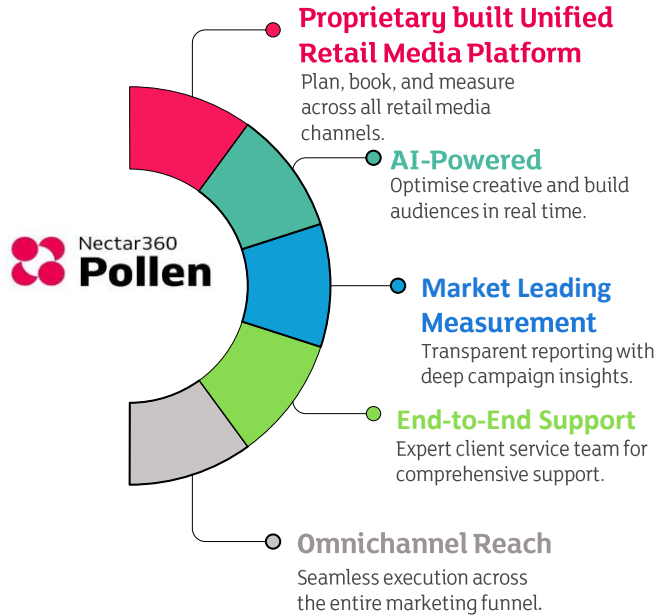 Proprietary built Unified
Retail Media Platform
Plan, book, and measure
across all retail media
channels.
AI-Powered
Optimise creative and build
audiences in real time.
Nectar360
Pollen
Market Leading
Measurement
Transparent reporting with
deep campaign insights.
End-to-End Support
Expert client service team for
comprehensive support.
Omnichannel Reach
Seamless execution across
the entire marketing funnel.